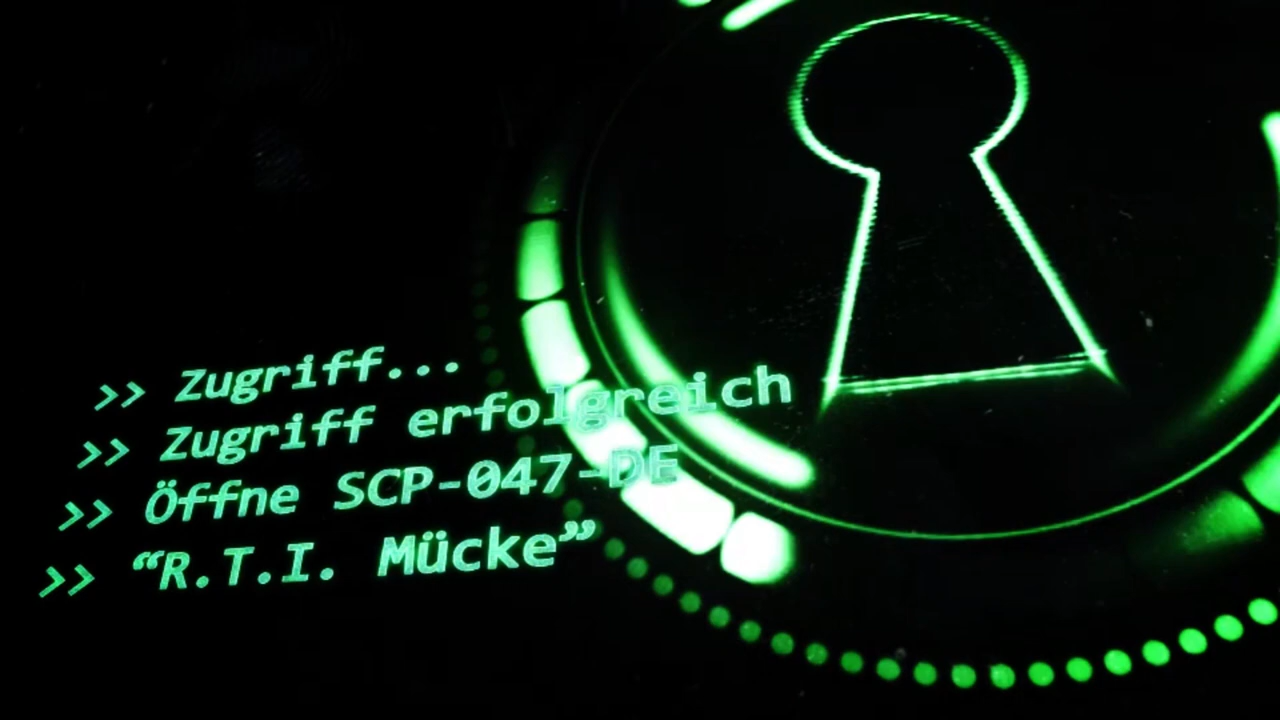 >> Zugriff...
>> Zugriff erfolgreich
>> Öffne SCP-047-DE
>> “R.T.I. Mücke”